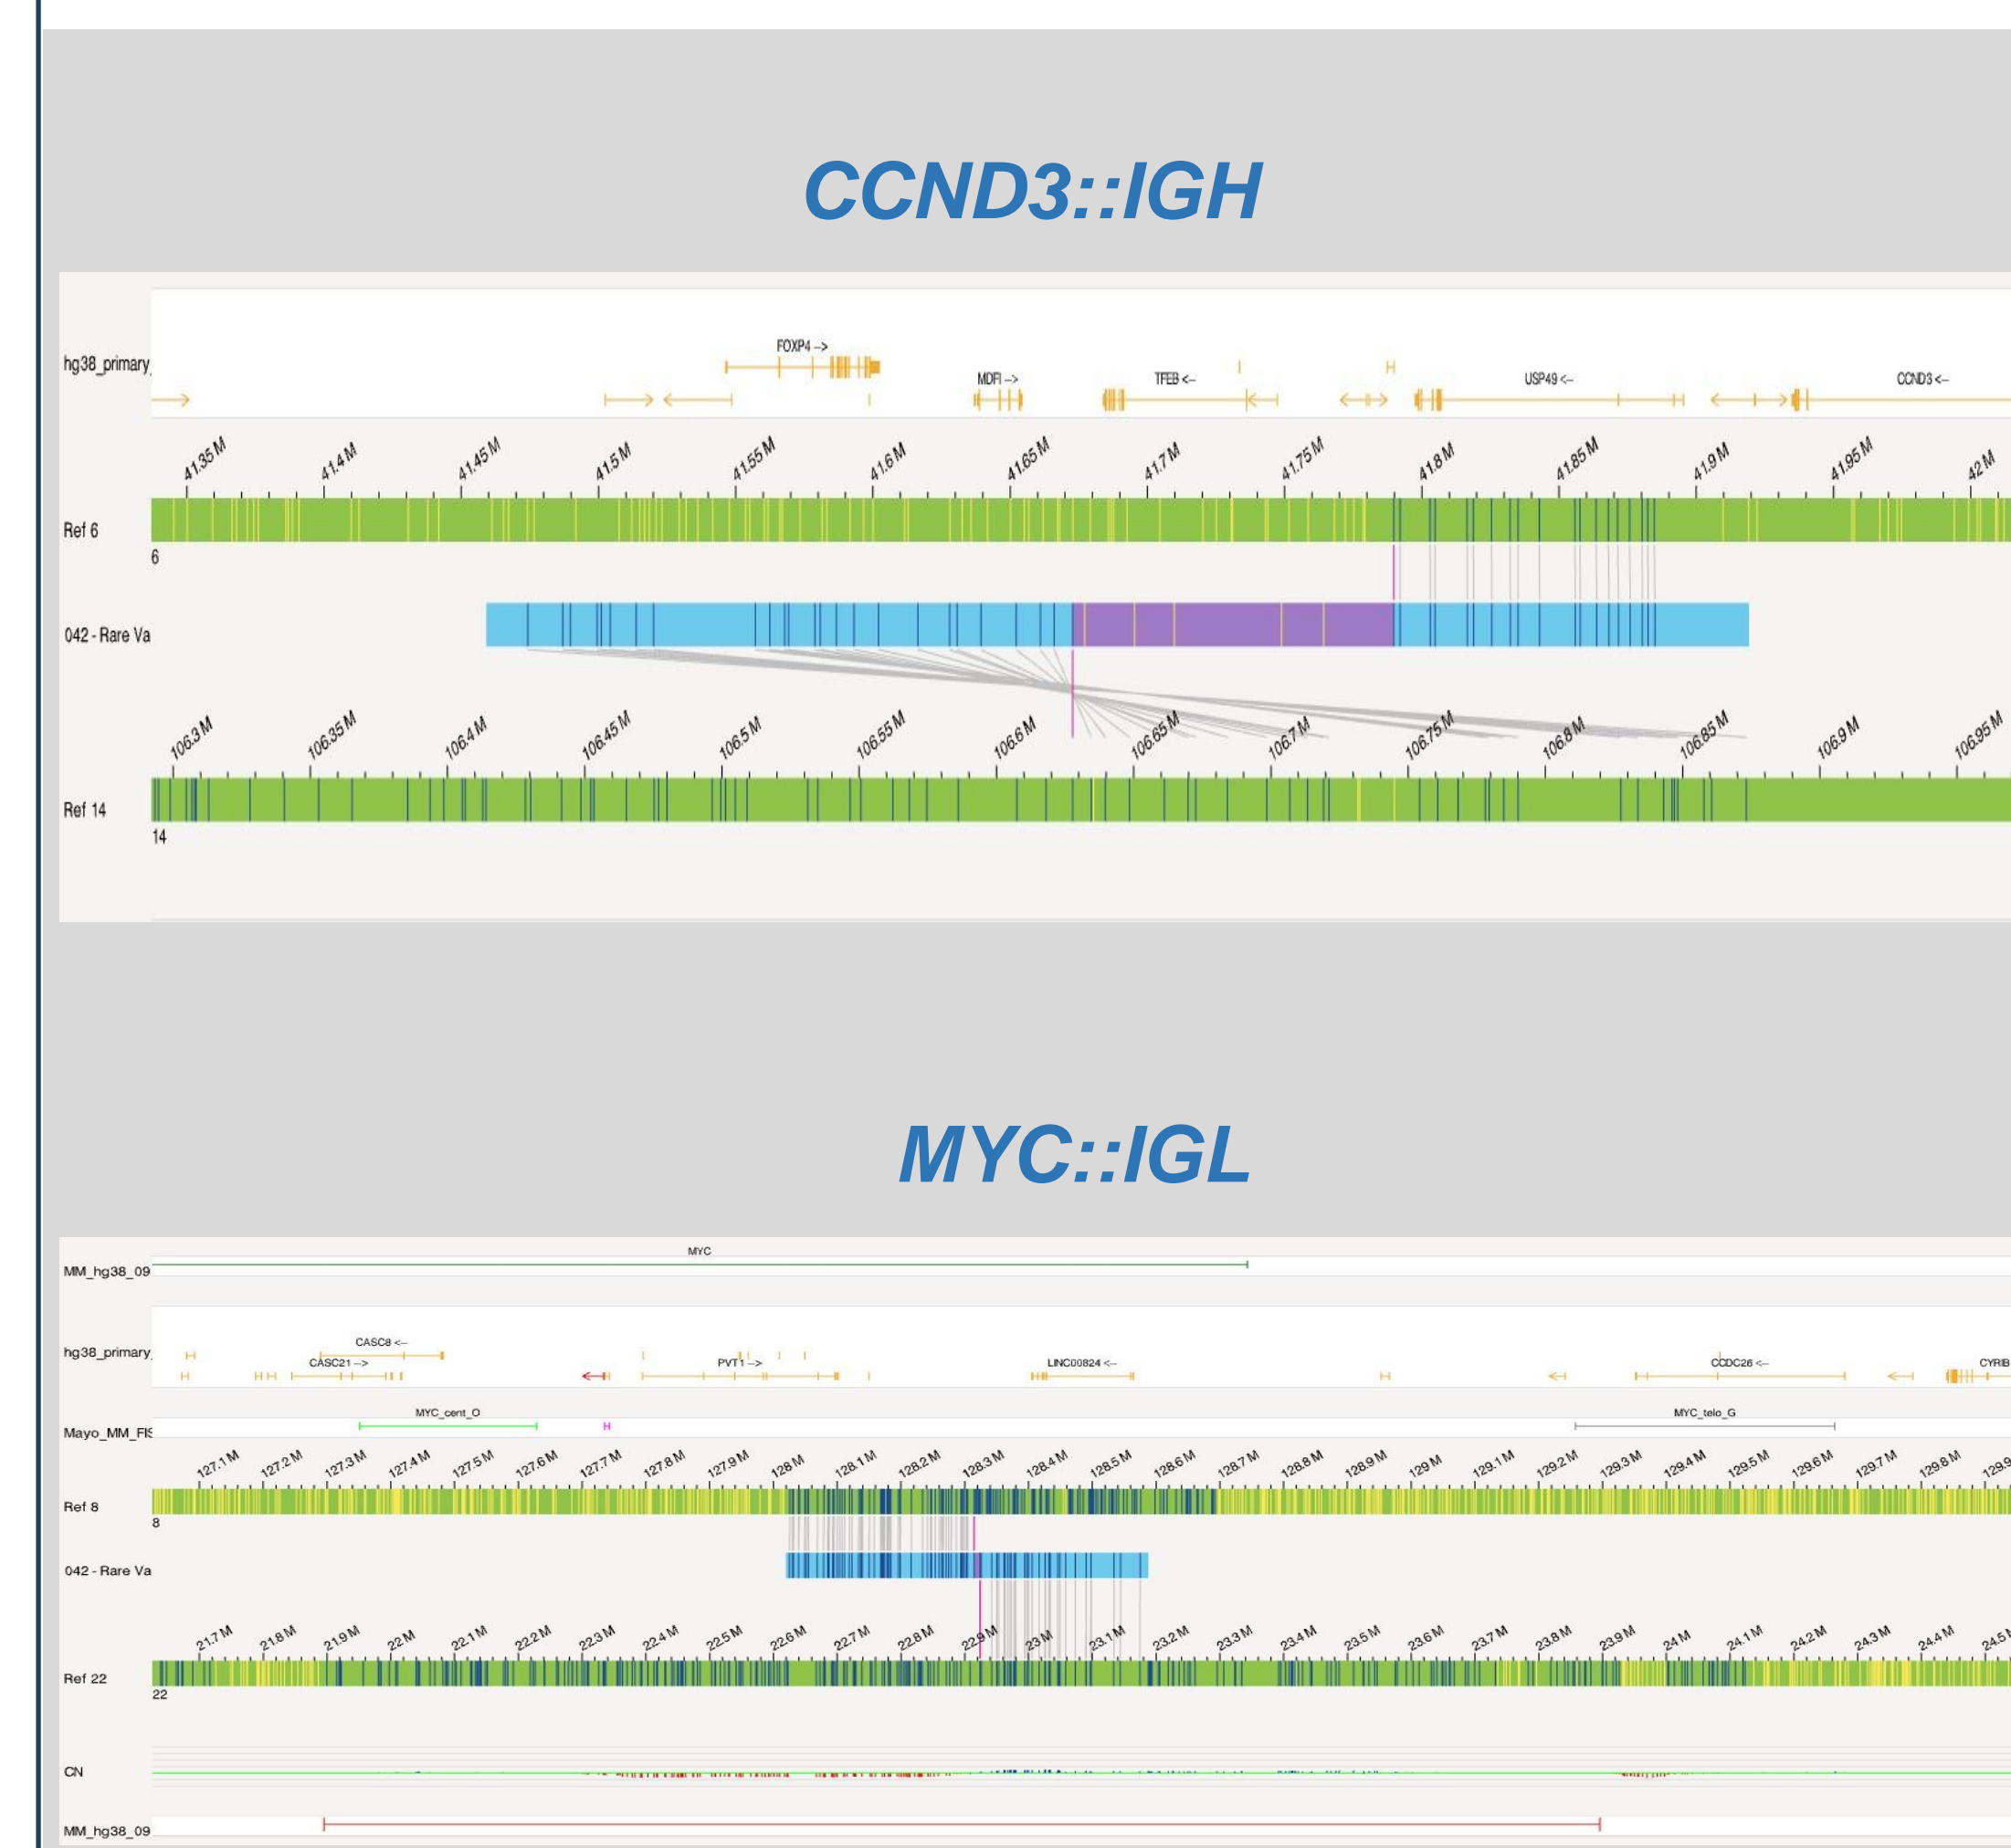 CCND3::IGH
FOXP4 -->
hg38_primary
MDFI -->
TFEB <--
USP49 <--
CCND3 <--
41.35 M 41.4 M 41.45 M 41.5 M 41.55 M 41.6 M 41.65 M 41.7 M 41.75 M 41.8 M 41.85 M 41.9 M 41.95 M 42 M
Ref 6
6
042 - Rare Va
106.3 M 106.35 M 106.4 M 106.45 M 106.5 M 106.55 M 106.6 M 106.65 M 106.7 M 106.75 M 106.8 M 106.85 M 106.9 M 106.95 M
Ref 14
14
MYC::IGL
MYC
MM_hg38_09
CASC8 <--
hg38_primary
CASC21 -->
PVT1 -->
LINC00824 <--
CCDC26 <--
CYRIB
MYC_cent_O
MYC_telo_G
Mayo_MM_FIS
127.1 M 127.2 M 127.3 M 127.4 M 127.5 M 127.6 M 127.7 M 127.8 M 127.9 M 128 M 128.1 M 128.2 M 128.3 M 128.4 M 128.5 M 128.6 M 128.7 M 128.8 M 128.9 M 129 M 129.1 M 129.2 M 129.3 M 129.4 M 129.5 M 129.6 M 129.7 M 129.8 M 129.9
Ref 8
8
042 - Rare Va
21.7 M 21.8 M 21.9 M 22 M 22.1 M 22.2 M 22.3 M 22.4 M 22.5 M 22.6 M 22.7 M 22.8 M 22.9 M 23 M 23.1 M 23.2 M 23.3 M 23.4 M 23.5 M 23.6 M 23.7 M 23.8 M 23.9 M 24 M 24.1 M 24.2 M 24.3 M 24.4 M 24.5
Ref 22
22
CN
MM_hg38_09